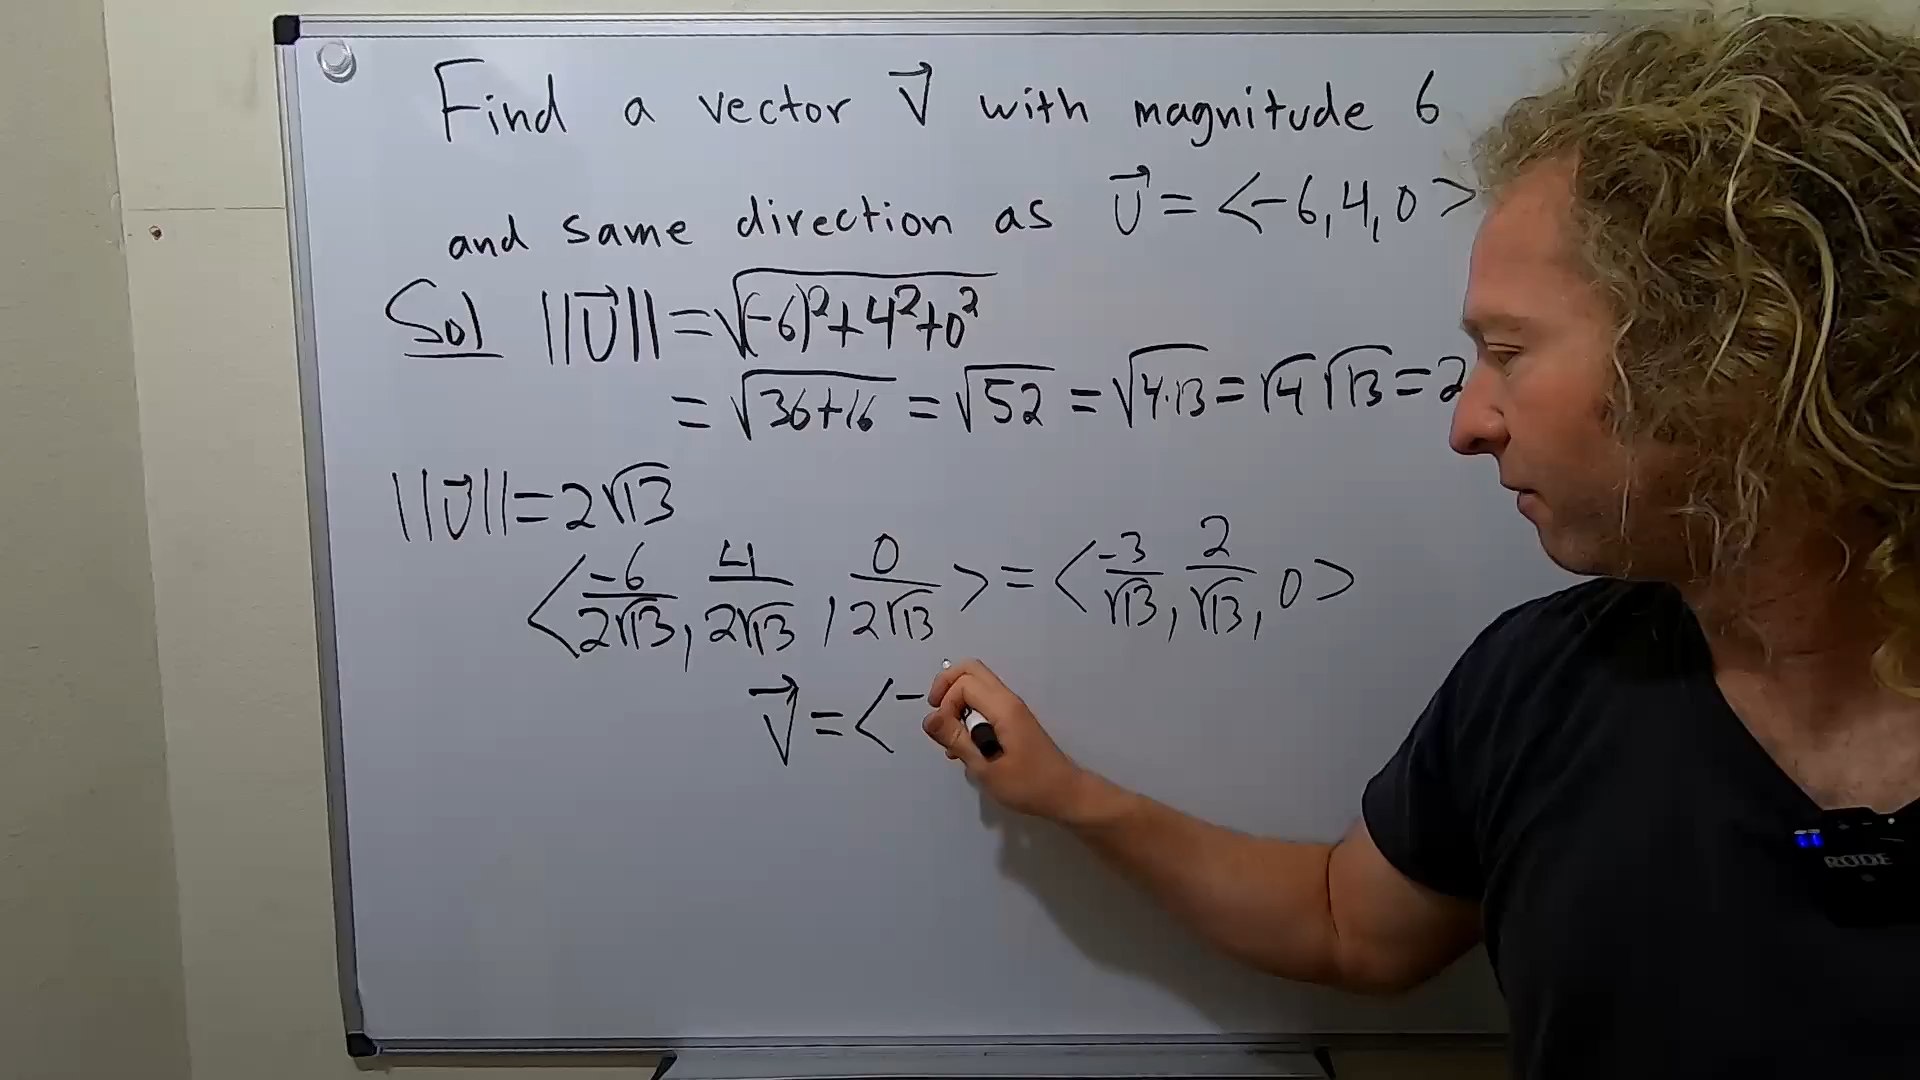 Find a vector V⃗ with magnitude 6
and same direction as U⃗ = <-6,4,0>
Sol ||U⃗|| = √((-6)²+4²+0²)
= √(36+16) = √52 = √(4·13) = √4 √13 = 2
||U⃗|| = 2√13
<-6/(2√13), 4/(2√13), 0/(2√13)> = <-3/√13, 2/√13, 0>
V⃗ = <-
RODE